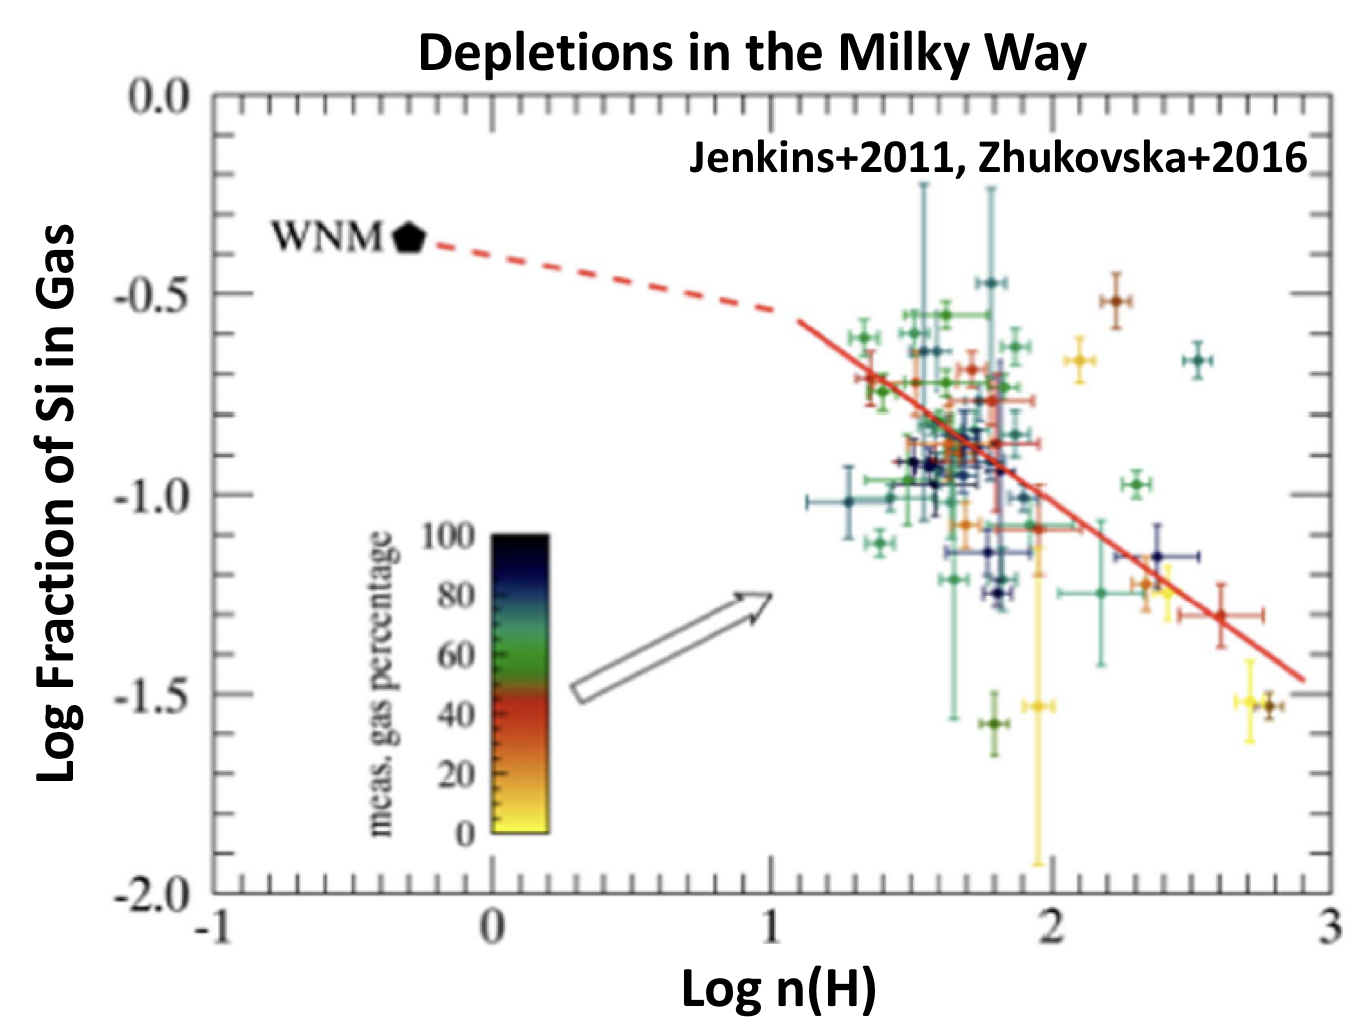 Depletions in the Milky Way
Jenkins+2011, Zhukovska+2016
Log Fraction of Si in Gas
0.0
-0.5
-1.0
-1.5
-2.0
WNM
meas. gas percentage
100
80
60
40
20
0
-1 0 1 2 3
Log n(H)